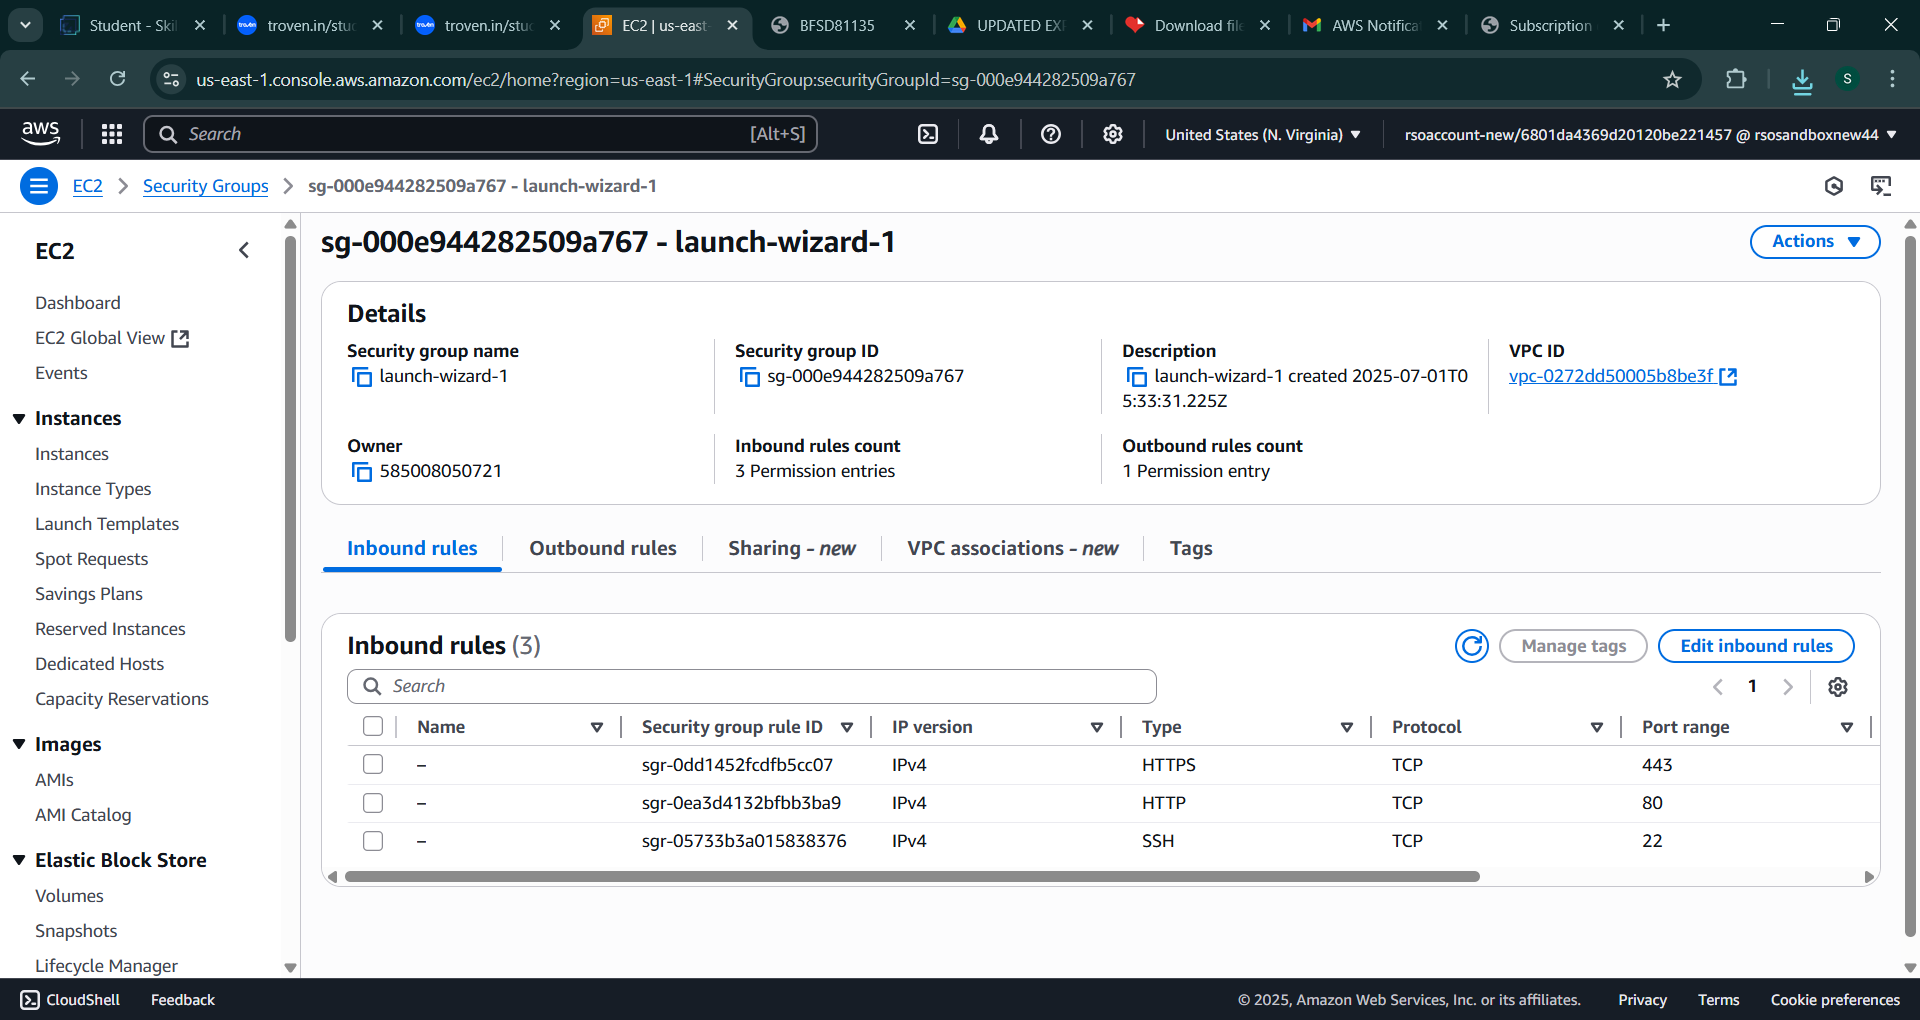 Student - Skil
troven.in/stud
troven.in/stud
EC2 | us-east-
BFSD81135
UPDATED EXP
Download file
AWS Notificat
Subscription
us-east-1.console.aws.amazon.com/ec2/home?region=us-east-1#SecurityGroup:securityGroupId=sg-000e944282509a767
S
aws
Search [Alt+S]
United States (N. Virginia)
rsoaccount-new/6801da4369d20120be221457 @ rsosandboxnew44
EC2 > Security Groups > sg-000e944282509a767 - launch-wizard-1
EC2
Dashboard
EC2 Global View
Events
Instances
Instances
Instance Types
Launch Templates
Spot Requests
Savings Plans
Reserved Instances
Dedicated Hosts
Capacity Reservations
Images
AMIs
AMI Catalog
Elastic Block Store
Volumes
Snapshots
Lifecycle Manager
sg-000e944282509a767 - launch-wizard-1
Actions
Details
Security group name
launch-wizard-1
Security group ID
sg-000e944282509a767
Description
launch-wizard-1 created 2025-07-01T0
5:33:31.225Z
VPC ID
vpc-0272dd50005b8be3f
Owner
585008050721
Inbound rules count
3 Permission entries
Outbound rules count
1 Permission entry
Inbound rules
Outbound rules
Sharing - new
VPC associations - new
Tags
Inbound rules (3)
Manage tags
Edit inbound rules
Search
1
Name Security group rule ID IP version Type Protocol Port range
– sgr-0dd1452fcdfb5cc07 IPv4 HTTPS TCP 443
– sgr-0ea3d4132bfbb3ba9 IPv4 HTTP TCP 80
– sgr-05733b3a015838376 IPv4 SSH TCP 22
CloudShell Feedback
© 2025, Amazon Web Services, Inc. or its affiliates. Privacy Terms Cookie preferences